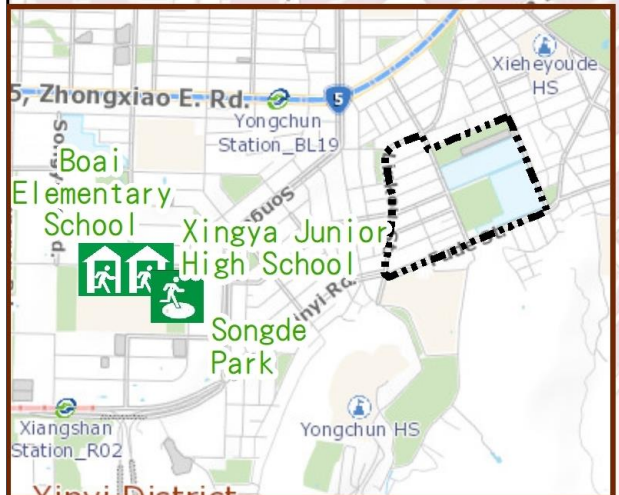 Xieheyoude
HS
5, Zhongxiao E. Rd.
5
Yongchun
Station_BL19
Boai
Elementary
School
Xingya Junior
High School
Songde
Park
Xiangshan
Station_R02
Yongchun HS
Xinyi District